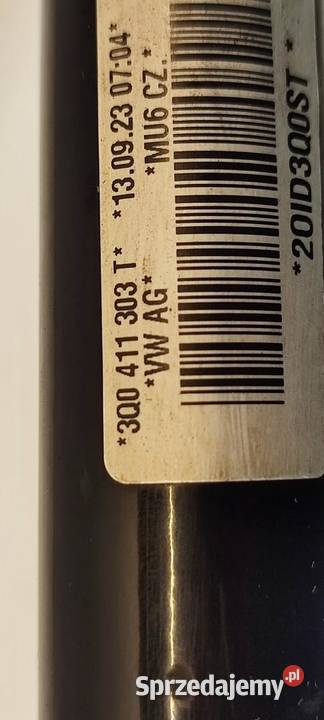 *3Q0 411 303 T* *13.09.23 07:04*
*VW AG* *MU6 CZ.*
*20ID3Q0ST *
Sprzedajemy.pl